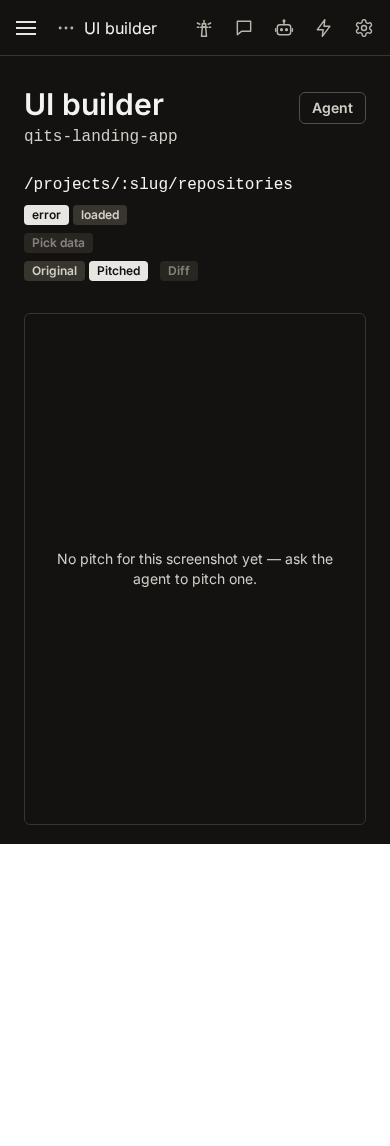 UI builder
UI builder
Agent
qits-landing-app
/projects/:slug/repositories
error loaded
Pick data
Original Pitched Diff
No pitch for this screenshot yet — ask the
agent to pitch one.